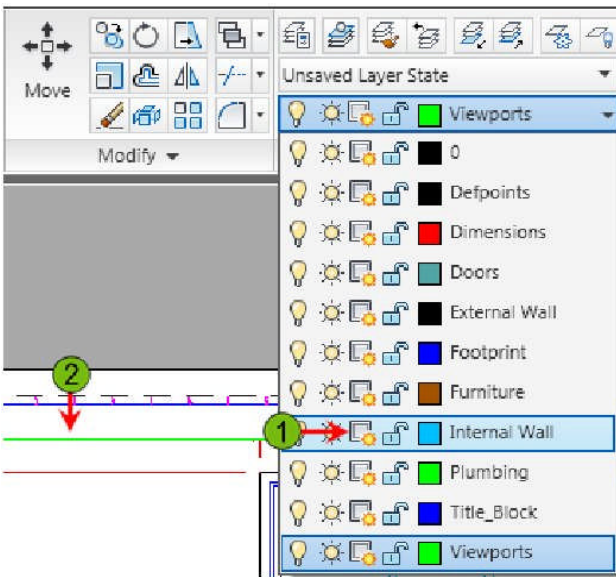 Move
Modify
Unsaved Layer State
Viewports
0
Defpoints
Dimensions
Doors
External Wall
Footprint
Furniture
Internal Wall
Plumbing
Title_Block
Viewports
2
1